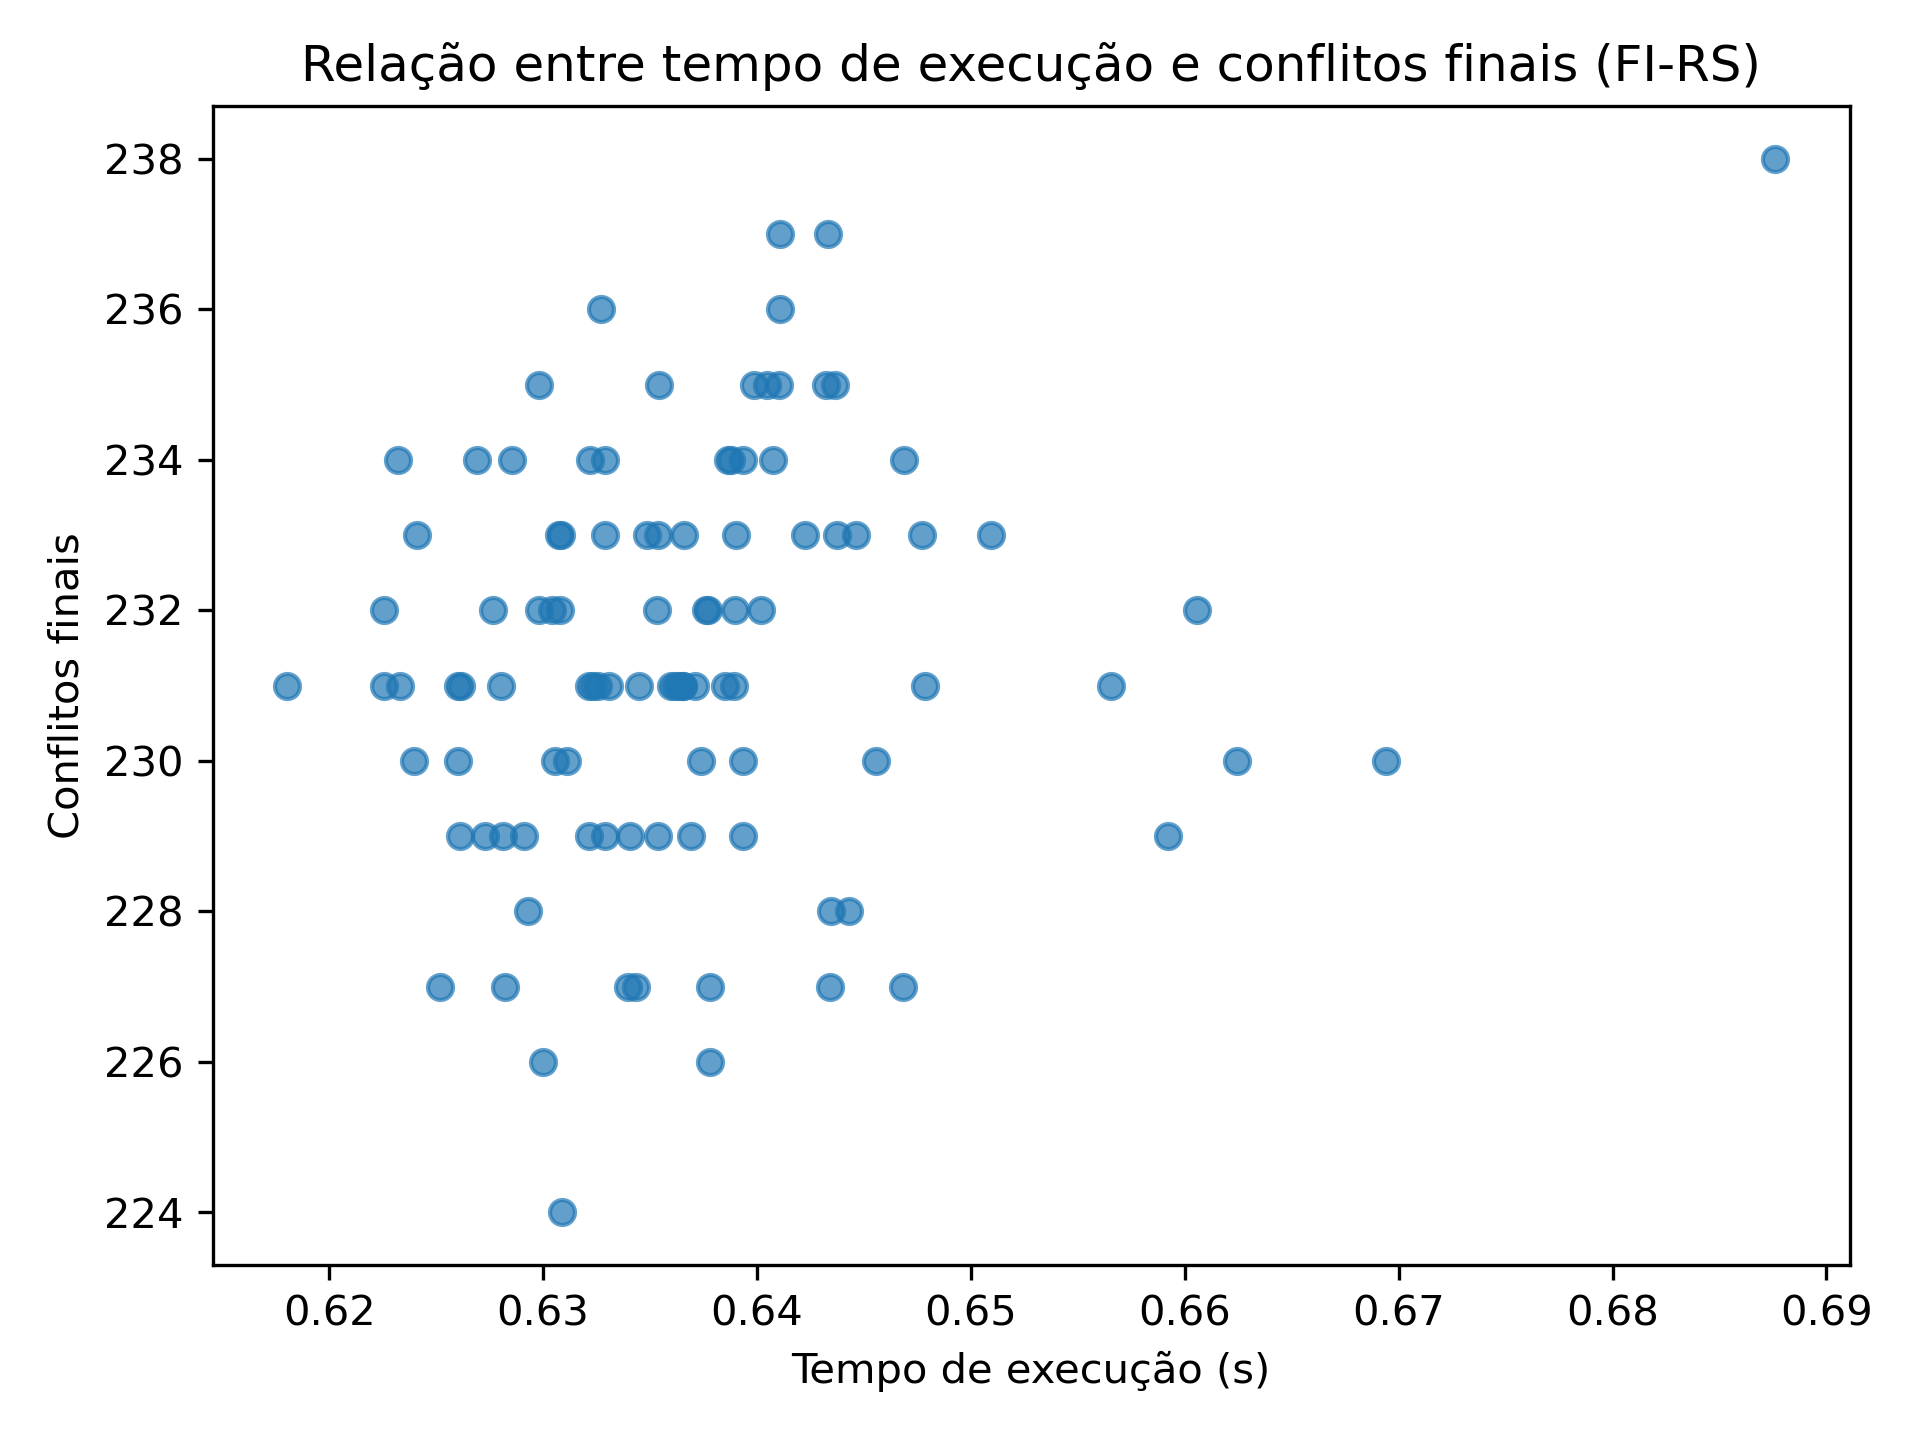 Relação entre tempo de execução e conflitos finais (FI-RS)
238
236
234
232
230
228
226
224
Conflitos finais
0.62 0.63 0.64 0.65 0.66 0.67 0.68 0.69
Tempo de execução (s)